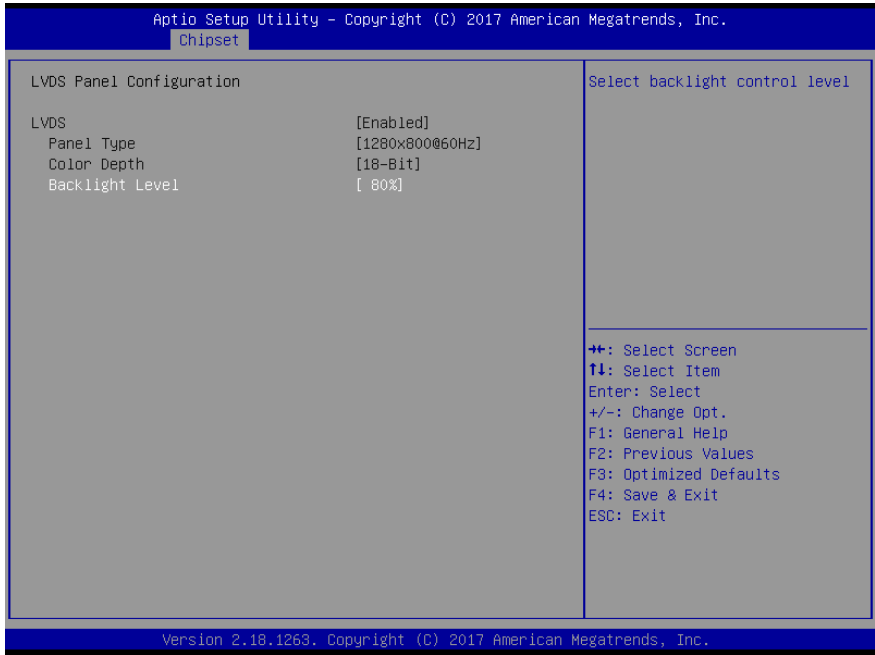 Aptio Setup Utility – Copyright (C) 2017 American Megatrends, Inc.
Chipset
LVDS Panel Configuration
LVDS [Enabled]
Panel Type [1280x800@60Hz]
Color Depth [18-Bit]
Backlight Level [ 80%]
Select backlight control level
→←: Select Screen
↑↓: Select Item
Enter: Select
+/-: Change Opt.
F1: General Help
F2: Previous Values
F3: Optimized Defaults
F4: Save & Exit
ESC: Exit
Version 2.18.1263. Copyright (C) 2017 American Megatrends, Inc.